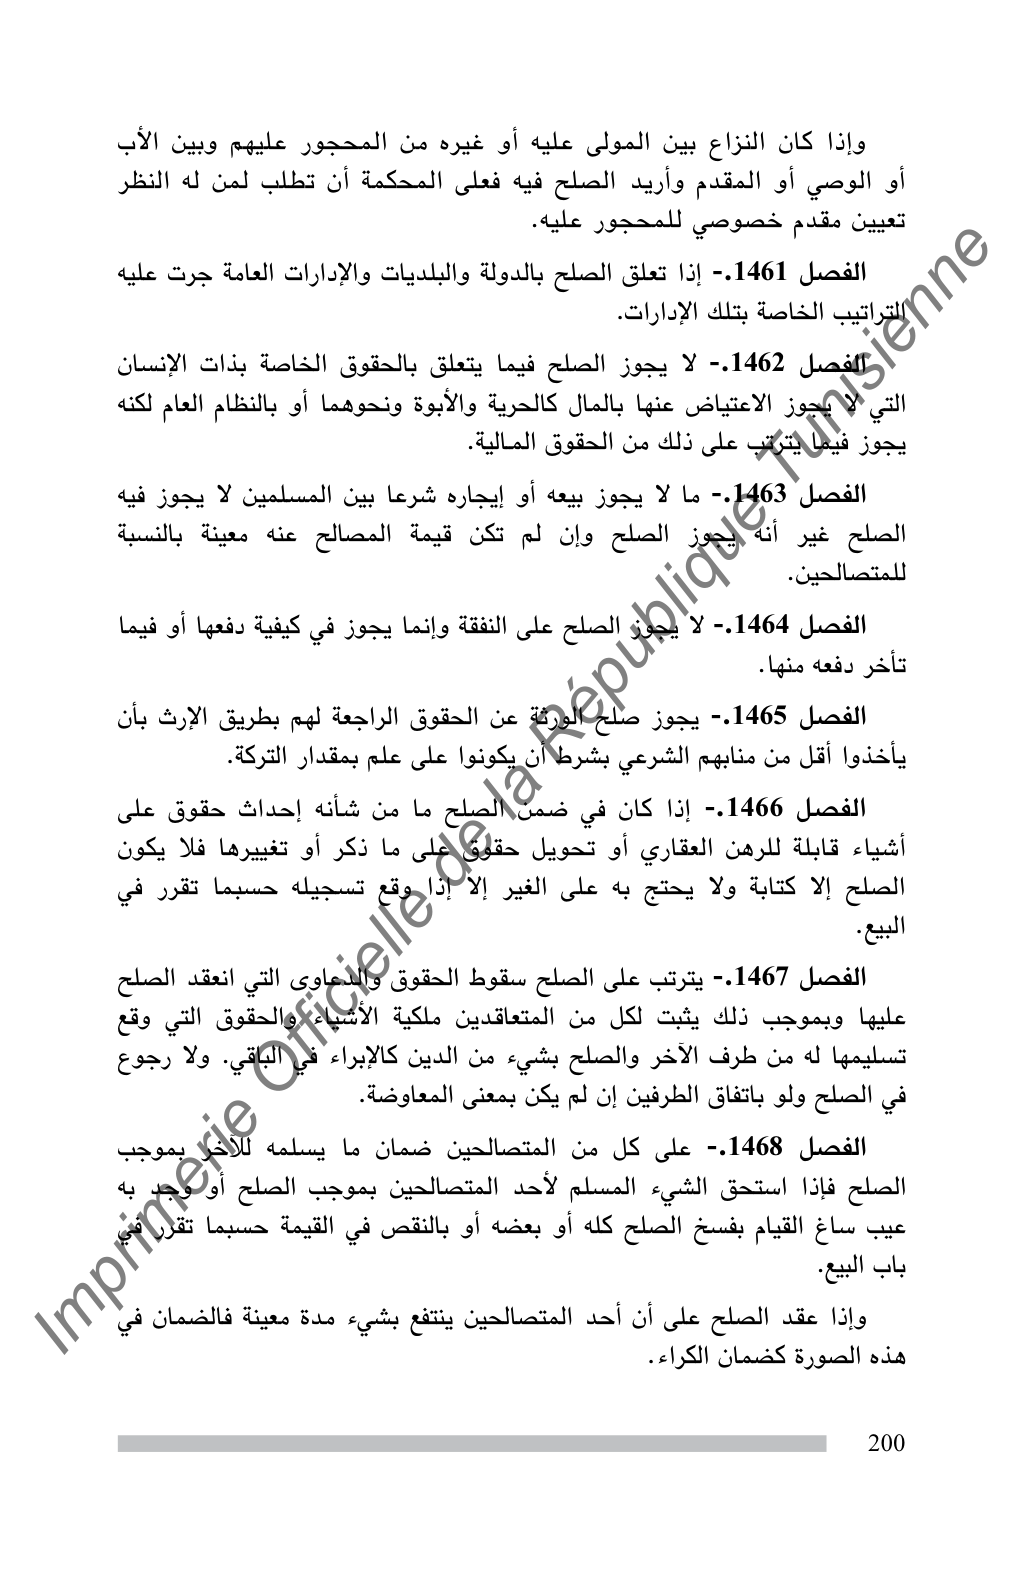 وإذا كان النزاع بين المولى عليه أو غيره من المحجور عليهم وبين الأب
أو الوصي أو المقدم وأريد الصلح فيه فعلى المحكمة أن تطلب لمن له النظر
تعيين مقدم خصوصي للمحجور عليه.
الفصل 1461.- إذا تعلق الصلح بالدولة والبلديات والإدارات العامة جرت عليه
التراتيب الخاصة بتلك الإدارات.
الفصل 1462.- لا يجوز الصلح فيما يتعلق بالحقوق الخاصة بذات الإنسان
التي لا يجوز الاعتياض عنها بالمال كالحرية والأبوة ونحوهما أو بالنظام العام لكنه
يجوز فيما يترتب على ذلك من الحقوق المالية.
الفصل 1463.- ما لا يجوز بيعه أو إيجاره شرعا بين المسلمين لا يجوز فيه
الصلح غير أنه يجوز الصلح وإن لم تكن قيمة المصالح عنه معينة بالنسبة
للمتصالحين.
الفصل 1464.- لا يجوز الصلح على النفقة وإنما يجوز في كيفية دفعها أو فيما
تأخر دفعه منها.
الفصل 1465.- يجوز صلح الورثة عن الحقوق الراجعة لهم بطريق الإرث بأن
يأخذوا أقل من منابهم الشرعي بشرط أن يكونوا على علم بمقدار التركة.
الفصل 1466.- إذا كان في ضمن الصلح ما من شأنه إحداث حقوق على
أشياء قابلة للرهن العقاري أو تحويل حقوق على ما ذكر أو تغييرها فلا يكون
الصلح إلا كتابة ولا يحتج به على الغير إلا إذا وقع تسجيله حسبما تقرر في
البيع.
الفصل 1467.- يترتب على الصلح سقوط الحقوق والدعاوى التي انعقد الصلح
عليها وبموجب ذلك يثبت لكل من المتعاقدين ملكية الأشياء والحقوق التي وقع
تسليمها له من طرف الآخر والصلح بشيء من الدين كالإبراء في الباقي. ولا رجوع
في الصلح ولو باتفاق الطرفين إن لم يكن بمعنى المعاوضة.
الفصل 1468.- على كل من المتصالحين ضمان ما يسلمه للآخر بموجب
الصلح فإذا استحق الشيء المسلم لأحد المتصالحين بموجب الصلح أو وجد به
عيب ساغ القيام بفسخ الصلح كله أو بعضه أو بالنقص في القيمة حسبما تقرر في
باب البيع.
وإذا عقد الصلح على أن أحد المتصالحين ينتفع بشيء مدة معينة فالضمان في
هذه الصورة كضمان الكراء.
200
Imprimerie Officielle de la République Tunisienne